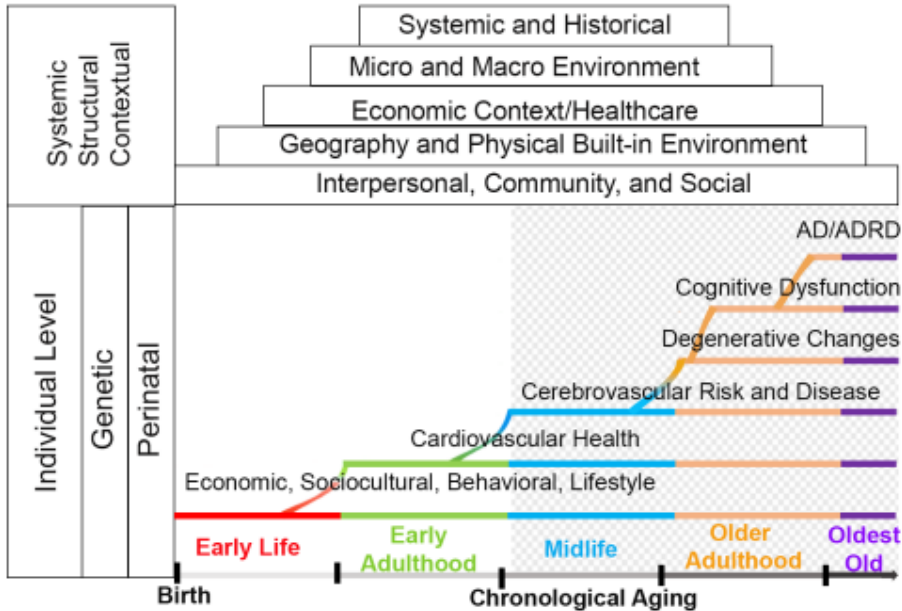 Systemic
Structural
Contextual
Systemic and Historical
Micro and Macro Environment
Economic Context/Healthcare
Geography and Physical Built-in Environment
Interpersonal, Community, and Social
Individual Level
Genetic
Perinatal
AD/ADRD
Cognitive Dysfunction
Degenerative Changes
Cerebrovascular Risk and Disease
Cardiovascular Health
Economic, Sociocultural, Behavioral, Lifestyle
Early Life
Early
Adulthood
Midlife
Older
Adulthood
Oldest
Old
Birth
Chronological Aging